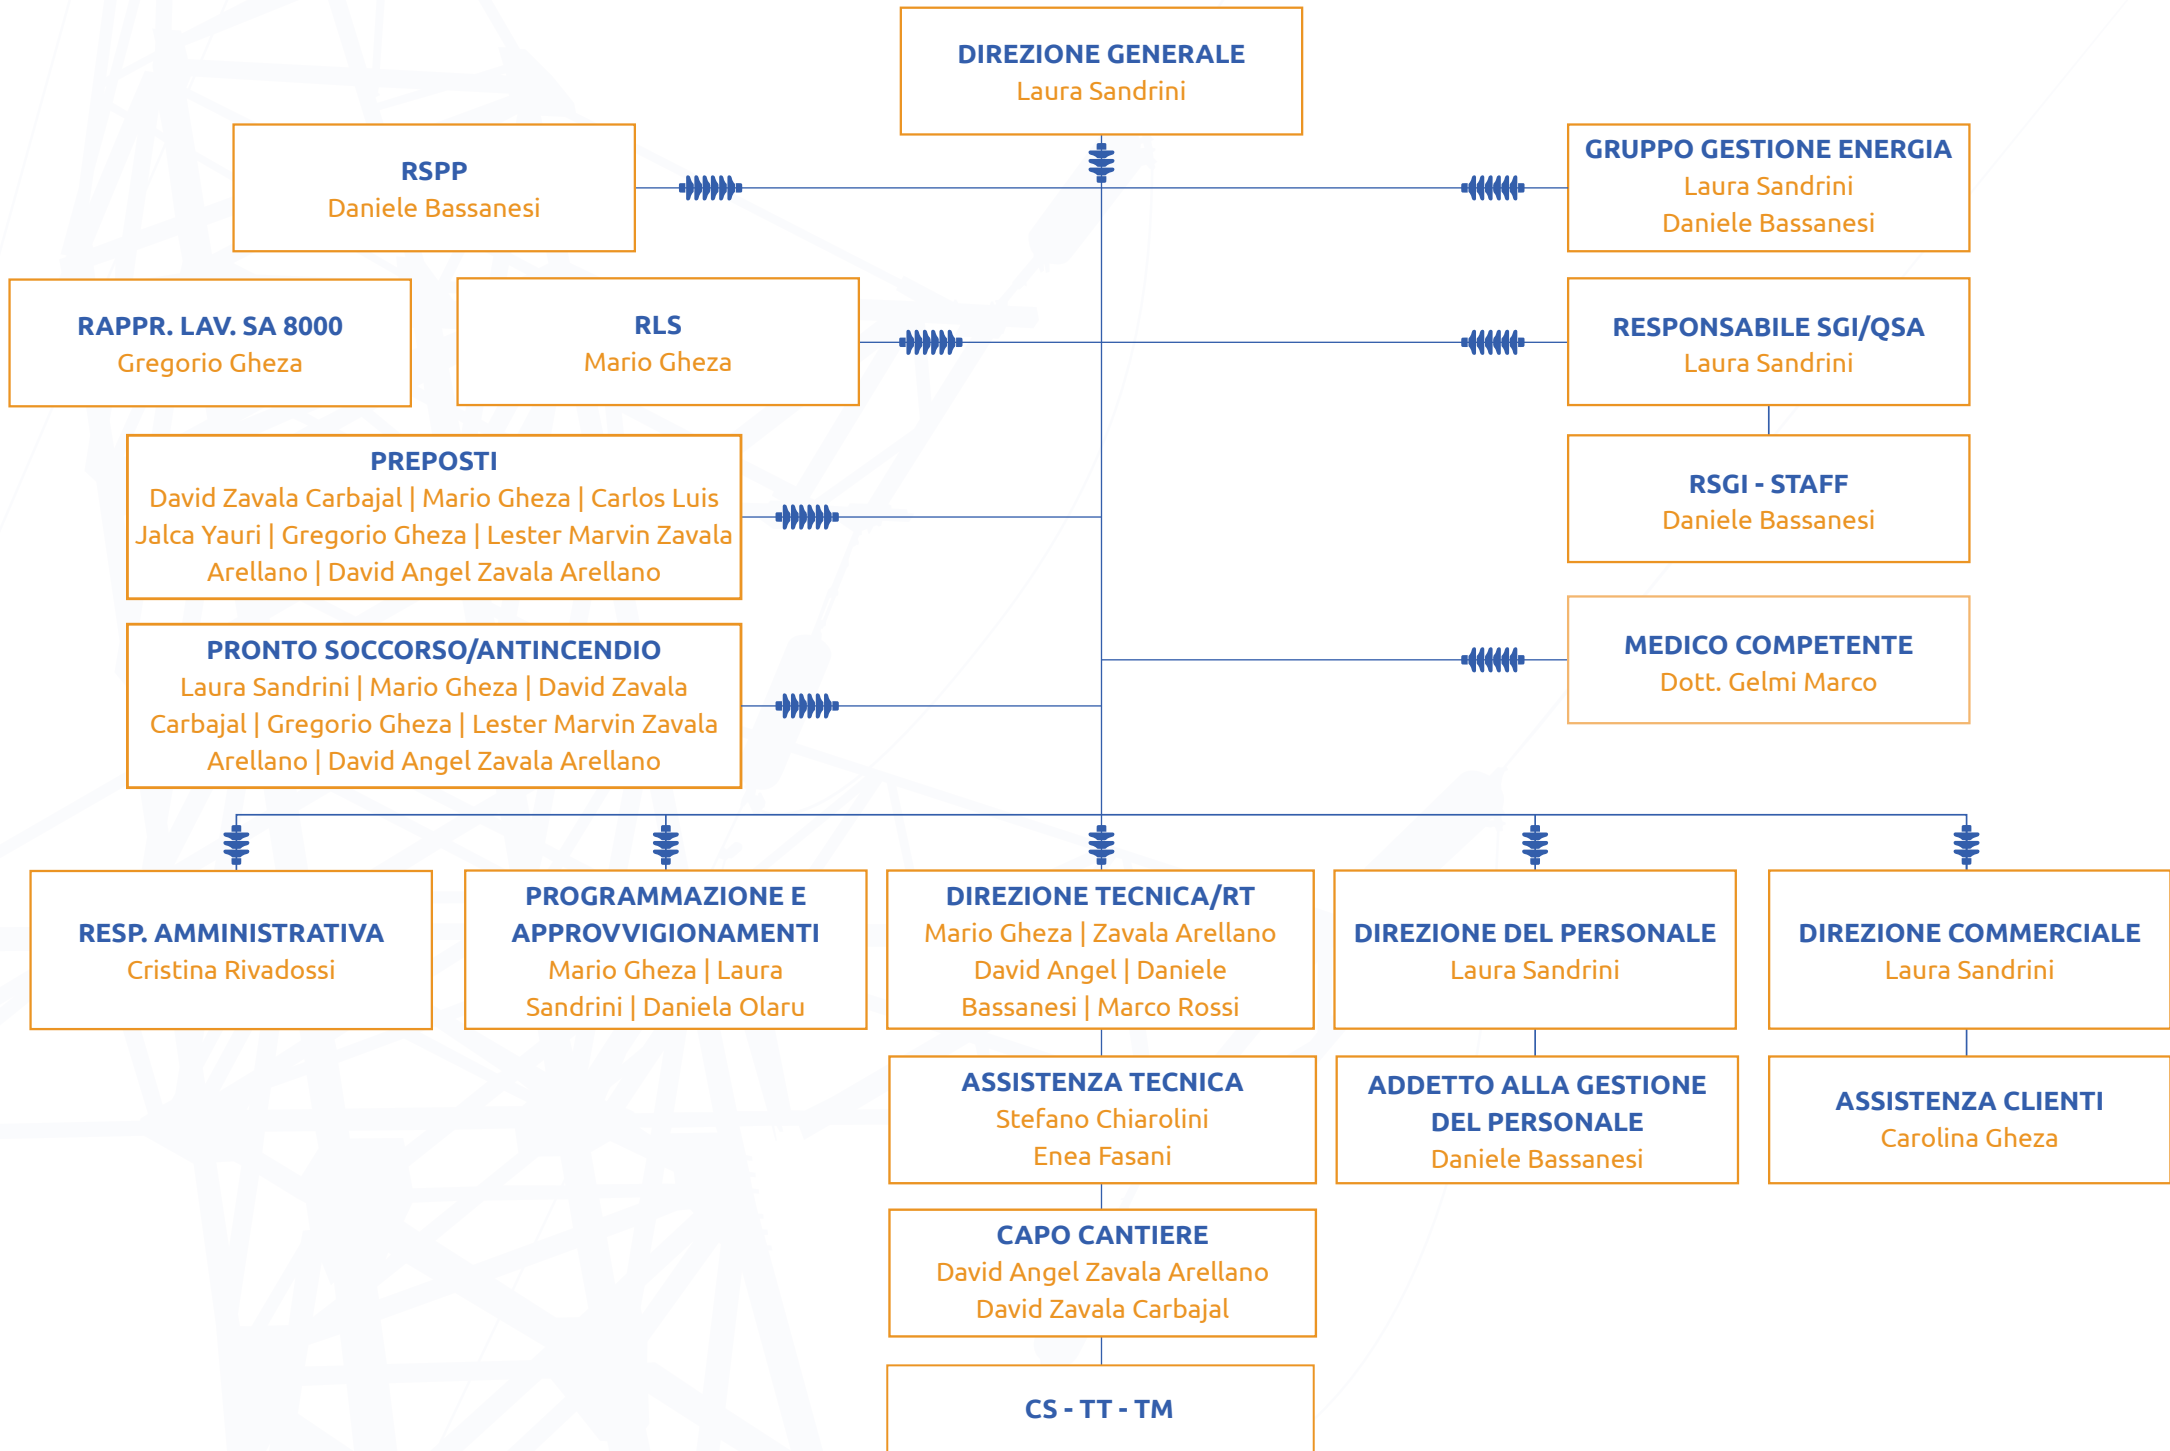 DIREZIONE GENERALE
Laura Sandrini
RSPP
Daniele Bassanesi
GRUPPO GESTIONE ENERGIA
Laura Sandrini
Daniele Bassanesi
RAPPR. LAV. SA 8000
Gregorio Gheza
RLS
Mario Gheza
RESPONSABILE SGI/QSA
Laura Sandrini
PREPOSTI
David Zavala Carbajal | Mario Gheza | Carlos Luis
Jalca Yauri | Gregorio Gheza | Lester Marvin Zavala
Arellano | David Angel Zavala Arellano
RSGI - STAFF
Daniele Bassanesi
PRONTO SOCCORSO/ANTINCENDIO
Laura Sandrini | Mario Gheza | David Zavala
Carbajal | Gregorio Gheza | Lester Marvin Zavala
Arellano | David Angel Zavala Arellano
MEDICO COMPETENTE
Dott. Gelmi Marco
RESP. AMMINISTRATIVA
Cristina Rivadossi
PROGRAMMAZIONE E
APPROVVIGIONAMENTI
Mario Gheza | Laura
Sandrini | Daniela Olaru
DIREZIONE TECNICA/RT
Mario Gheza | Zavala Arellano
David Angel | Daniele
Bassanesi | Marco Rossi
DIREZIONE DEL PERSONALE
Laura Sandrini
DIREZIONE COMMERCIALE
Laura Sandrini
ASSISTENZA TECNICA
Stefano Chiarolini
Enea Fasani
ADDETTO ALLA GESTIONE
DEL PERSONALE
Daniele Bassanesi
ASSISTENZA CLIENTI
Carolina Gheza
CAPO CANTIERE
David Angel Zavala Arellano
David Zavala Carbajal
CS - TT - TM